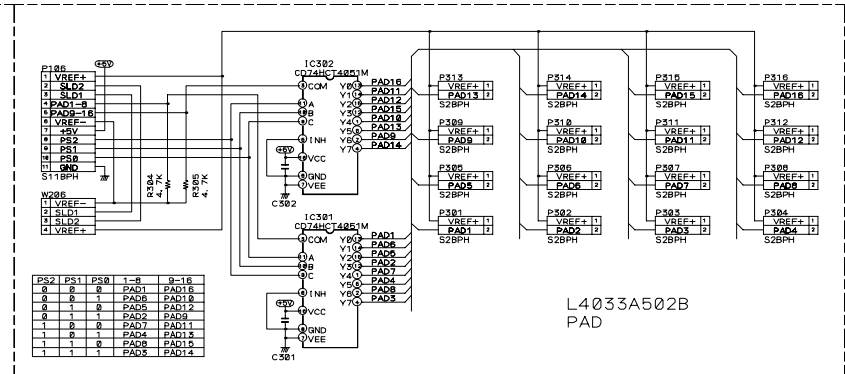 P106
1 VREF+
2 SLD2
3 SLD1
4 PAD1-8
5 PAD9-16
6 VREF-
7 +5V
8 PS2
9 PS1
10 PS0
11 GND
S11BPH
+5V
W206
1 VREF-
2 SLD1
3 SLD2
4 VREF+
R304
4.7K
R305
4.7K
IC302
CD74HCT4051M
COM
A
B
C
INH
VCC
GND
VEE
Y0 PAD16
Y1 PAD11
Y2 PAD12
Y3 PAD15
Y4 PAD10
Y5 PAD13
Y6 PAD9
Y7 PAD14
+5V
C302
IC301
CD74HCT4051M
COM
A
B
C
INH
VCC
GND
VEE
Y0 PAD1
Y1 PAD6
Y2 PAD5
Y3 PAD2
Y4 PAD7
Y5 PAD4
Y6 PAD8
Y7 PAD3
+5V
C301
P313
VREF+ 1
PAD13 2
S2BPH
P314
VREF+ 1
PAD14 2
S2BPH
P315
VREF+ 1
PAD15 2
S2BPH
P316
VREF+ 1
PAD16 2
S2BPH
P309
VREF+ 1
PAD9 2
S2BPH
P310
VREF+ 1
PAD10 2
S2BPH
P311
VREF+ 1
PAD11 2
S2BPH
P312
VREF+ 1
PAD12 2
S2BPH
P305
VREF+ 1
PAD5 2
S2BPH
P306
VREF+ 1
PAD6 2
S2BPH
P307
VREF+ 1
PAD7 2
S2BPH
P308
VREF+ 1
PAD8 2
S2BPH
P301
VREF+ 1
PAD1 2
S2BPH
P302
VREF+ 1
PAD2 2
S2BPH
P303
VREF+ 1
PAD3 2
S2BPH
P304
VREF+ 1
PAD4 2
S2BPH
PS2 PS1 PS0 1-8 9-16
0 0 0 PAD1 PAD16
0 0 1 PAD6 PAD10
0 1 0 PAD5 PAD12
0 1 1 PAD2 PAD9
1 0 0 PAD7 PAD11
1 0 1 PAD4 PAD13
1 1 0 PAD8 PAD15
1 1 1 PAD3 PAD14
L4033A502B
PAD